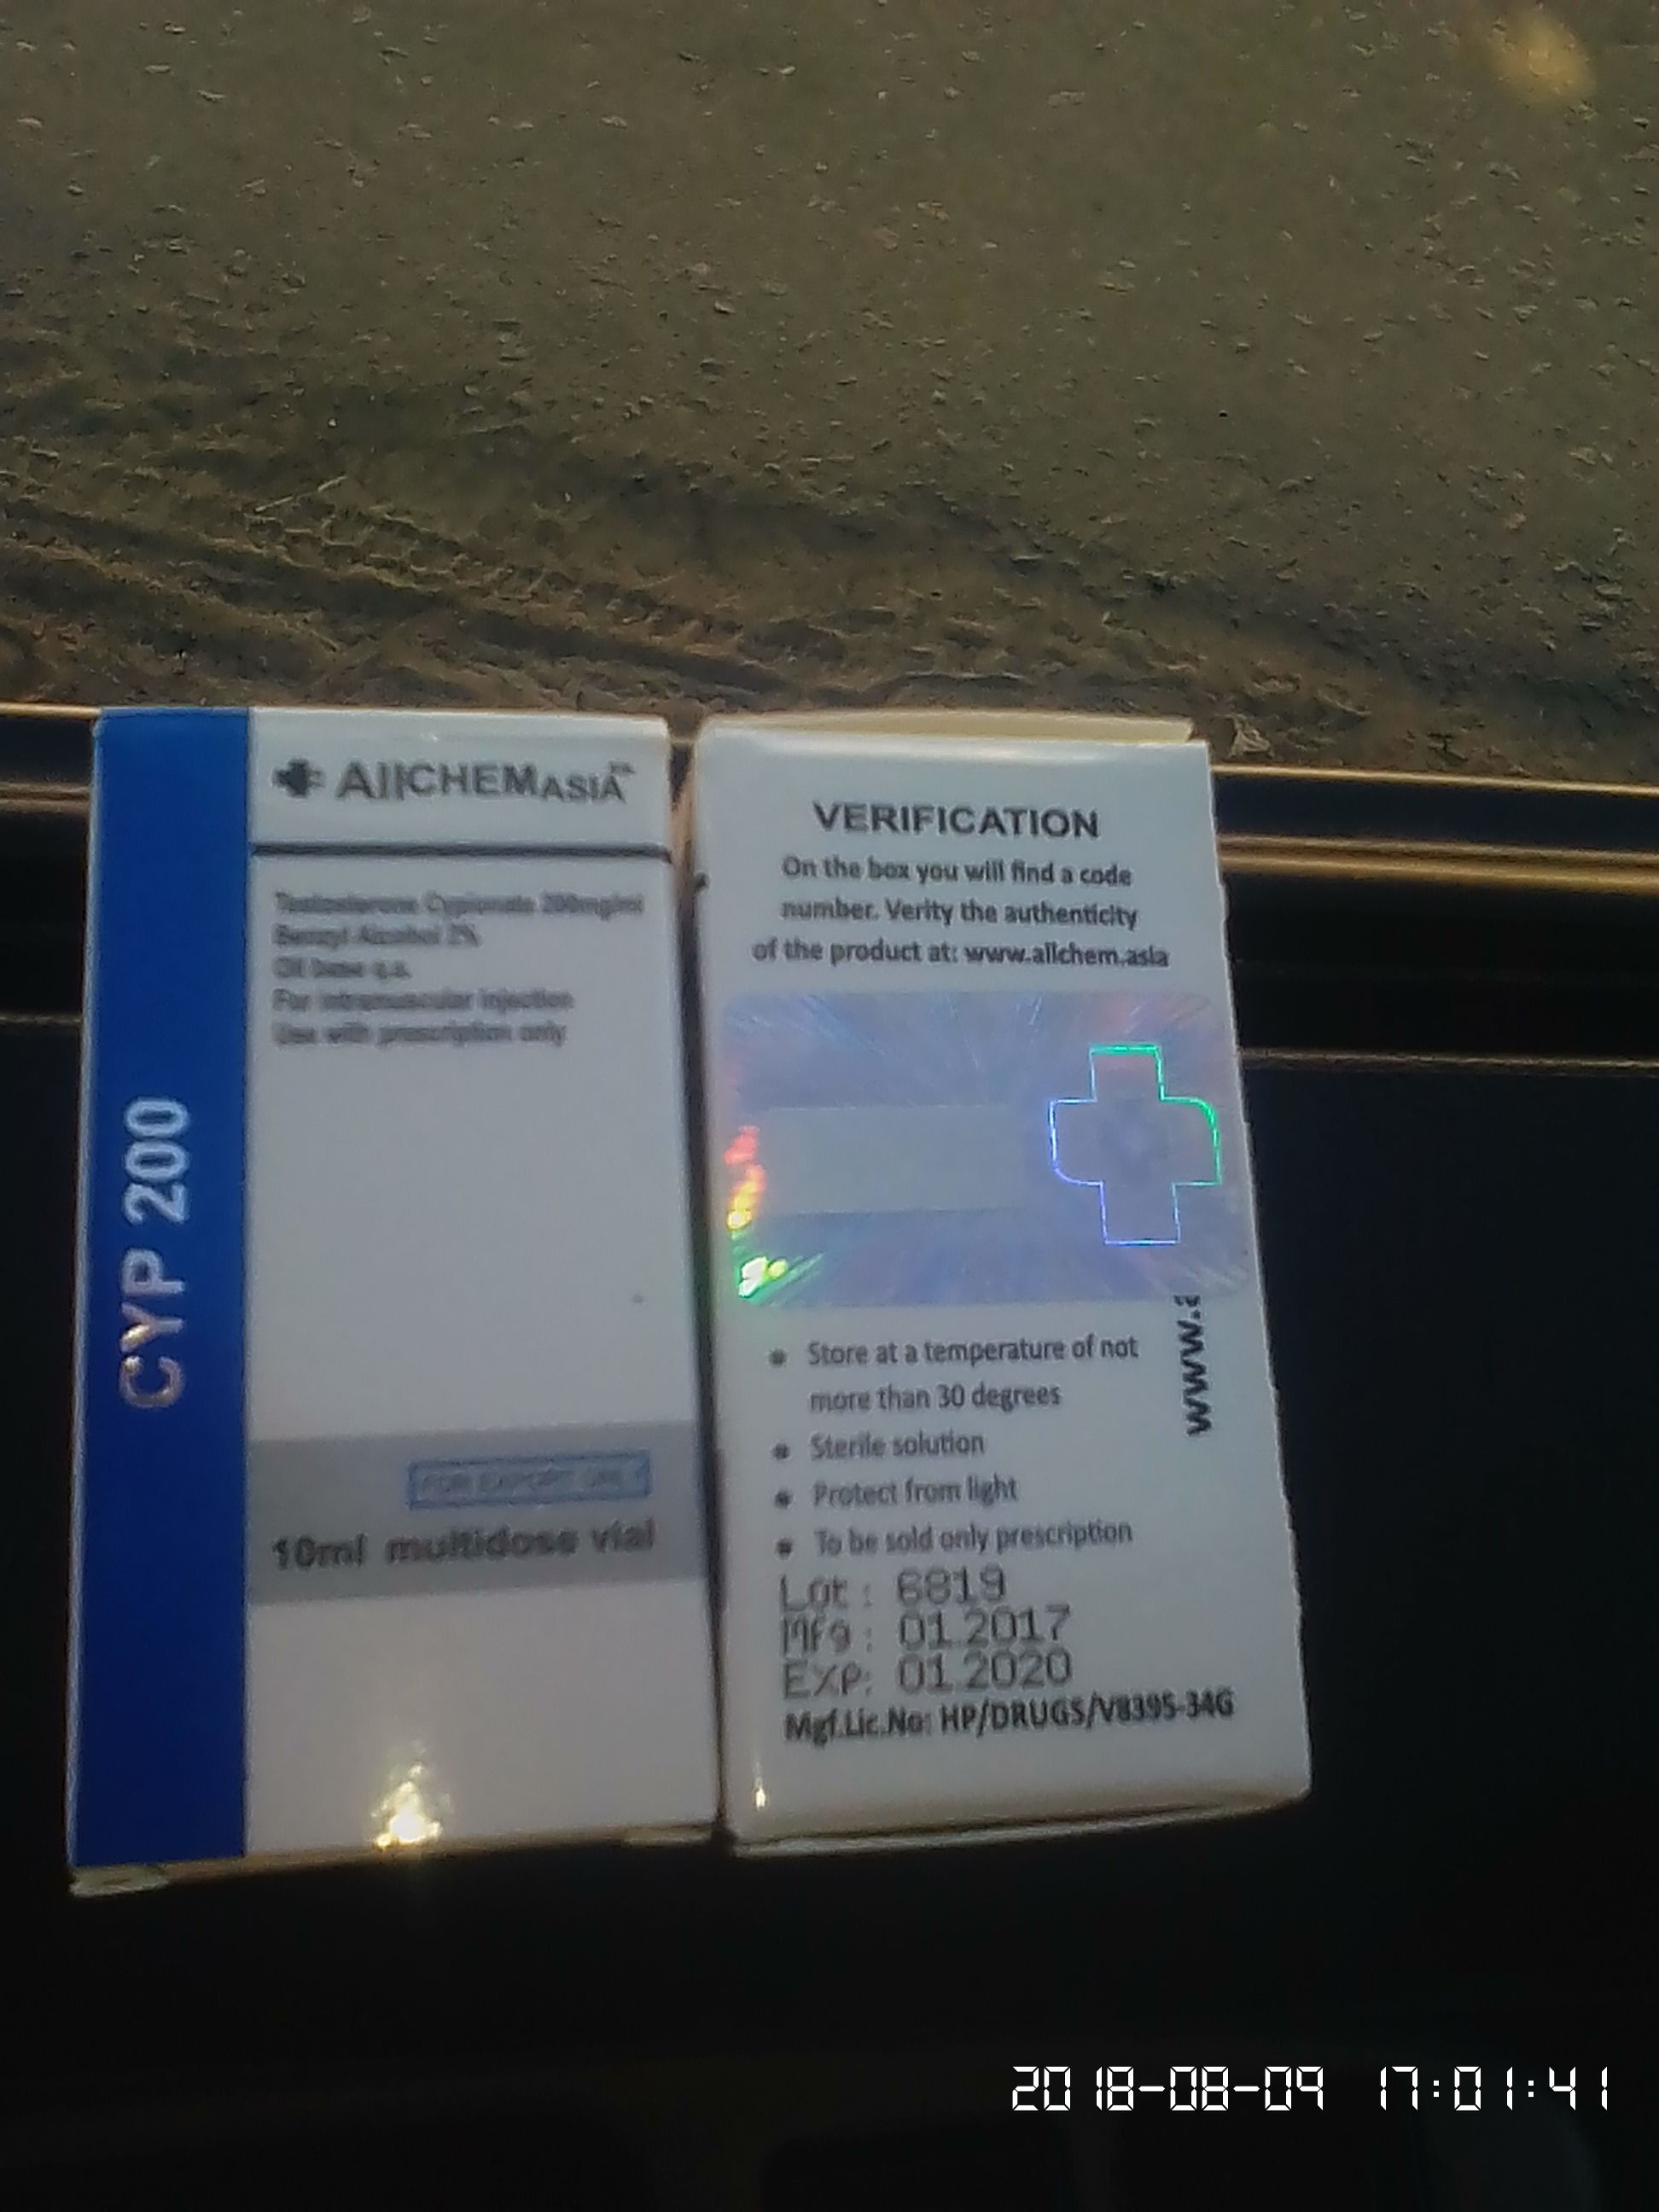 AllCHEMASIA
Testosterone Cypionate 200mg/ml
Benzyl Alcohol 2%
Oil base q.s.
For intramuscular injection
Use with prescription only
CYP 200
FOR EXPORT ONLY
10ml multidose vial
VERIFICATION
On the box you will find a code
number. Verity the authenticity
of the product at: www.allchem.asia
www.
Store at a temperature of not
more than 30 degrees
Sterile solution
Protect from light
To be sold only prescription
Lot : 6819
Mfg : 01.2017
EXP: 01.2020
Mgf.Lic.No: HP/DRUGS/V8395-34G
2018-08-09 17:01:41